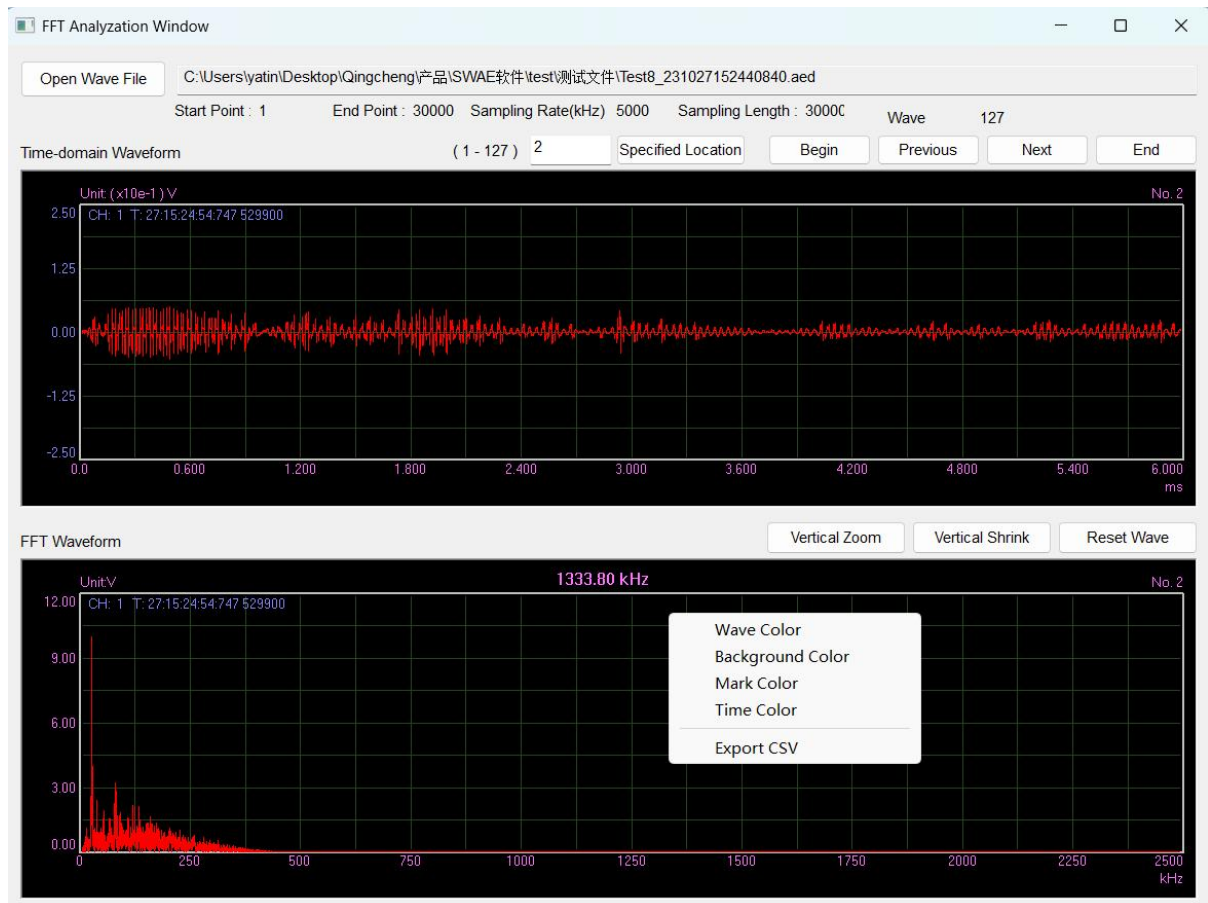 FFT Analyzation Window
Open Wave File C:\Users\yatin\Desktop\Qingcheng\产品\SWAE软件\test\测试文件\Test8_231027152440840.aed
Start Point : 1 End Point : 30000 Sampling Rate(kHz) 5000 Sampling Length : 30000 Wave 127
Time-domain Waveform ( 1 - 127 ) 2 Specified Location Begin Previous Next End
Unit: ( x10e-1 ) V No. 2
2.50 CH: 1 T: 27:15:24:54:747 529900
1.25
0.00
-1.25
-2.50
0.0 0.600 1.200 1.800 2.400 3.000 3.600 4.200 4.800 5.400 6.000
ms
FFT Waveform Vertical Zoom Vertical Shrink Reset Wave
Unit:V 1333.80 kHz No. 2
12.00 CH: 1 T: 27:15:24:54:747 529900
9.00
6.00
3.00
0.00
0 250 500 750 1000 1250 1500 1750 2000 2250 2500
kHz
Wave Color
Background Color
Mark Color
Time Color
Export CSV